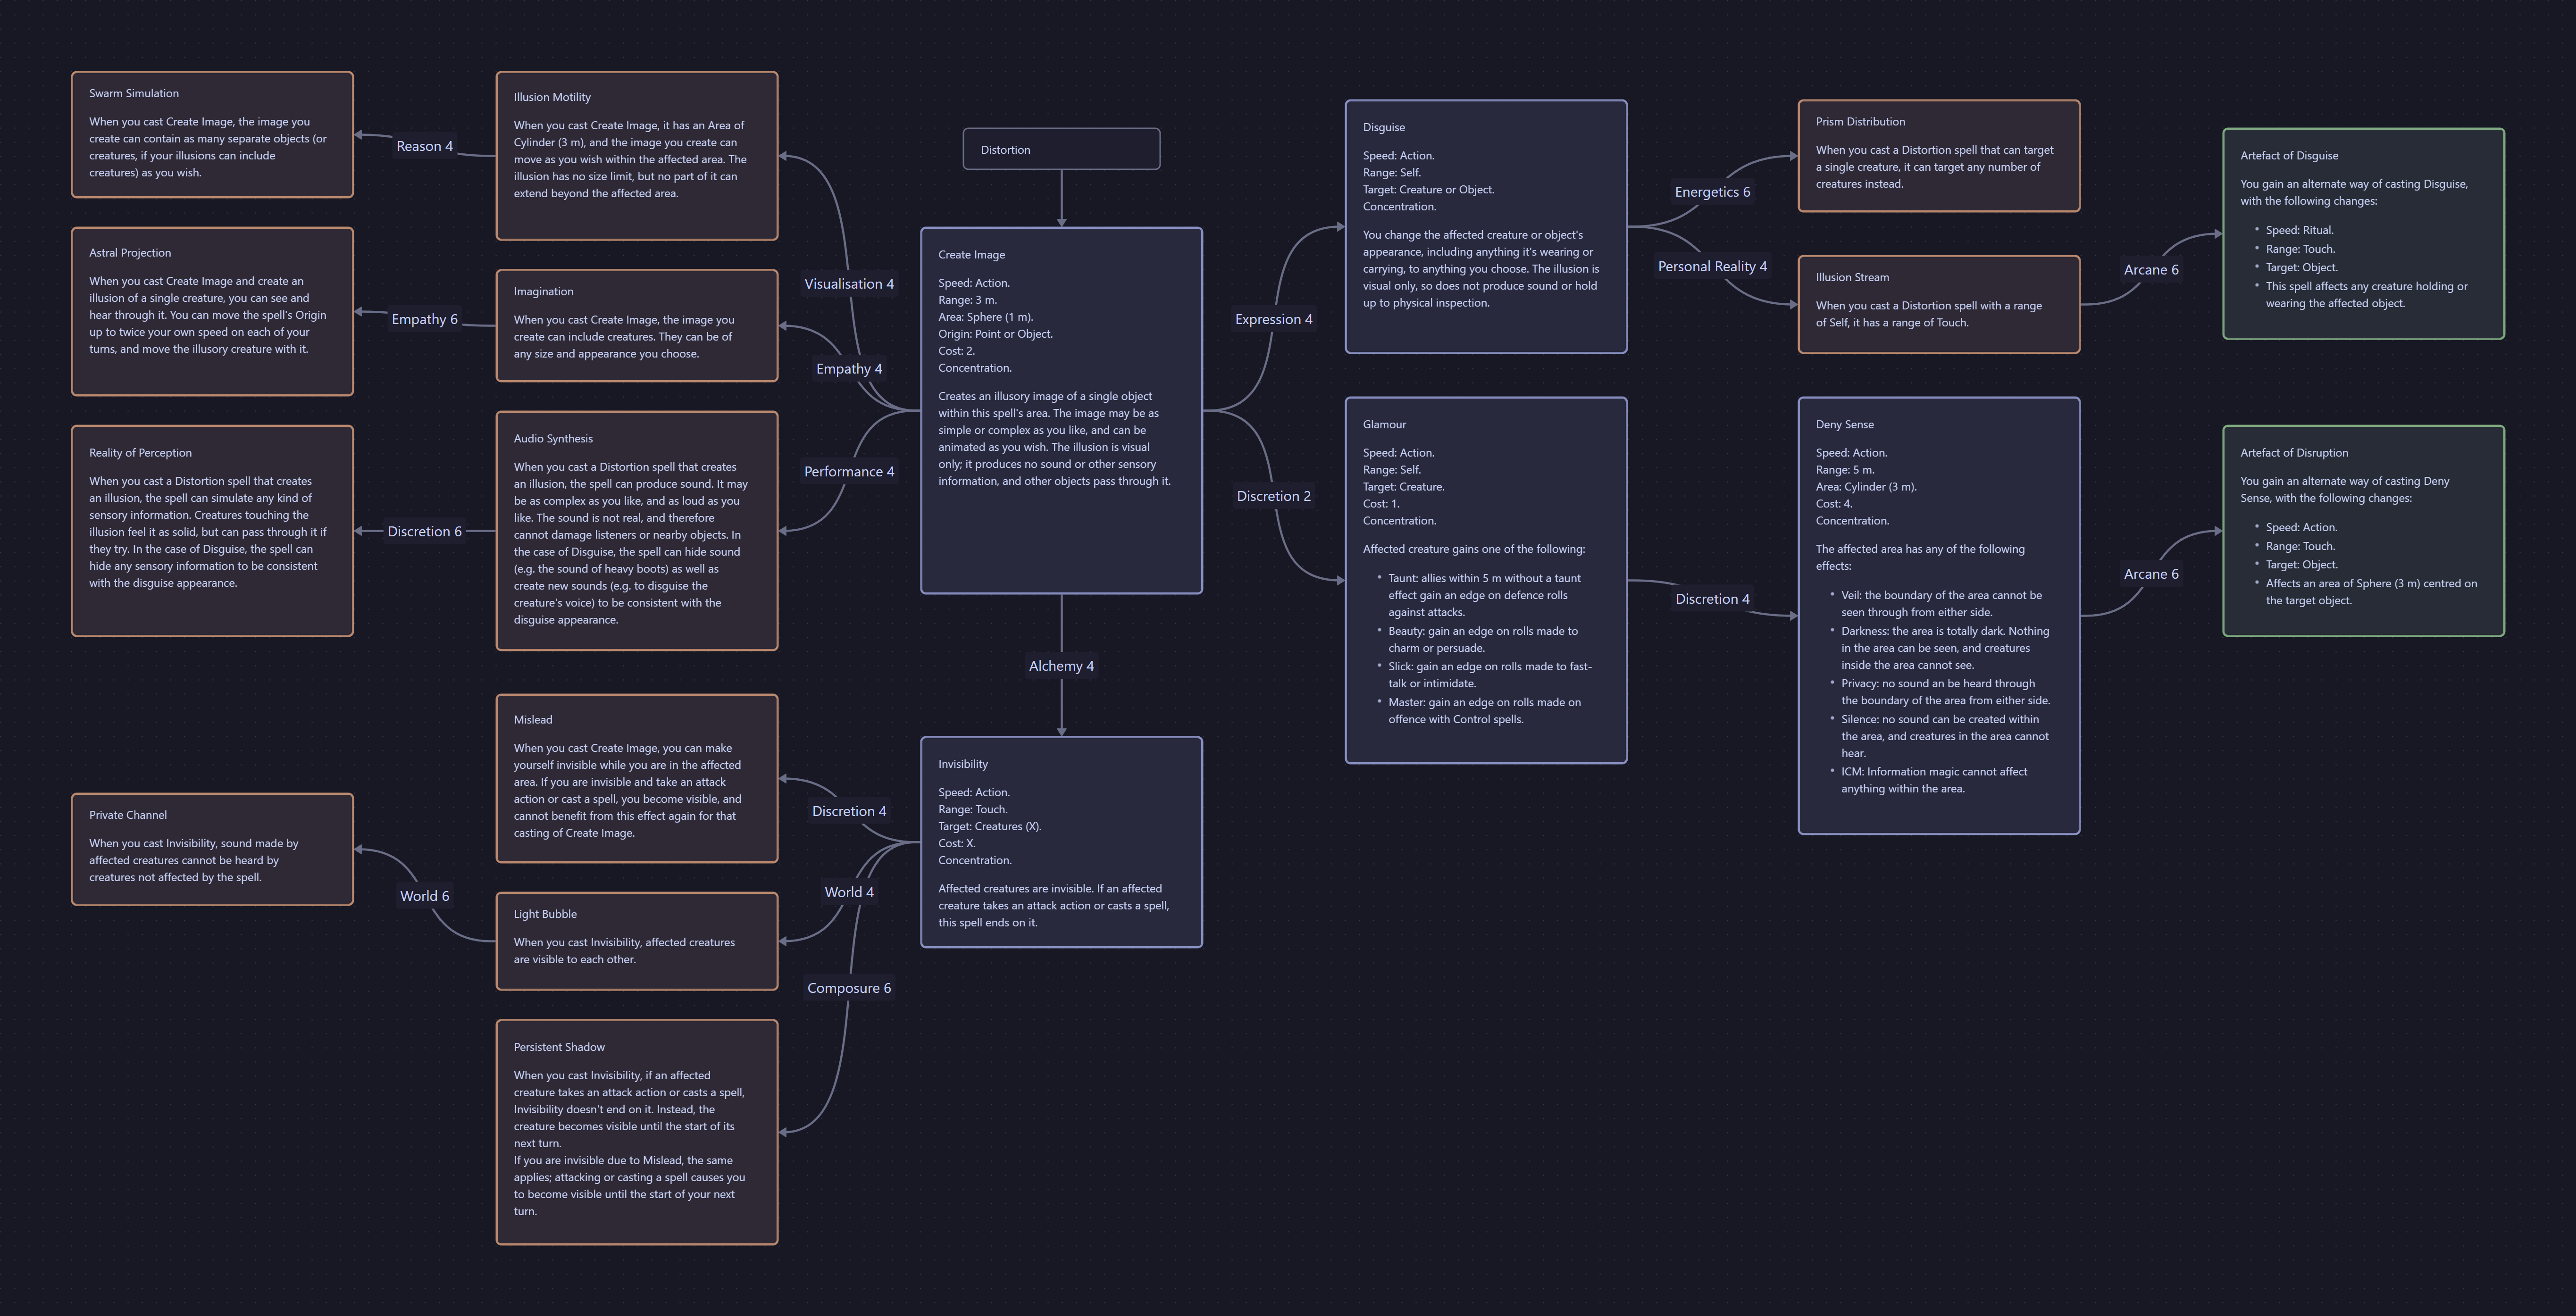 Swarm Simulation
When you cast Create Image, the image you
create can contain as many separate objects (or
creatures, if your illusions can include
creatures) as you wish.
Reason 4
Illusion Motility
When you cast Create Image, it has an Area of
Cylinder (3 m), and the image you create can
move as you wish within the affected area. The
illusion has no size limit, but no part of it can
extend beyond the affected area.
Astral Projection
When you cast Create Image and create an
illusion of a single creature, you can see and
hear through it. You can move the spell's Origin
up to twice your own speed on each of your
turns, and move the illusory creature with it.
Empathy 6
Imagination
When you cast Create Image, the image you
create can include creatures. They can be of
any size and appearance you choose.
Reality of Perception
When you cast a Distortion spell that creates
an illusion, the spell can simulate any kind of
sensory information. Creatures touching the
illusion feel it as solid, but can pass through it if
they try. In the case of Disguise, the spell can
hide any sensory information to be consistent
with the disguise appearance.
Discretion 6
Audio Synthesis
When you cast a Distortion spell that creates
an illusion, the spell can produce sound. It may
be as complex as you like, and as loud as you
like. The sound is not real, and therefore
cannot damage listeners or nearby objects. In
the case of Disguise, the spell can hide sound
(e.g. the sound of heavy boots) as well as
create new sounds (e.g. to disguise the
creature's voice) to be consistent with the
disguise appearance.
Visualisation 4
Empathy 4
Performance 4
Distortion
Create Image
Speed: Action.
Range: 3 m.
Area: Sphere (1 m).
Origin: Point or Object.
Cost: 2.
Concentration.
Creates an illusory image of a single object
within this spell's area. The image may be as
simple or complex as you like, and can be
animated as you wish. The illusion is visual
only; it produces no sound or other sensory
information, and other objects pass through it.
Expression 4
Discretion 2
Disguise
Speed: Action.
Range: Self.
Target: Creature or Object.
Concentration.
You change the affected creature or object's
appearance, including anything it's wearing or
carrying, to anything you choose. The illusion is
visual only, so does not produce sound or hold
up to physical inspection.
Energetics 6
Personal Reality 4
Prism Distribution
When you cast a Distortion spell that can target
a single creature, it can target any number of
creatures instead.
Illusion Stream
When you cast a Distortion spell with a range
of Self, it has a range of Touch.
Arcane 6
Artefact of Disguise
You gain an alternate way of casting Disguise,
with the following changes:
• Speed: Ritual.
• Range: Touch.
• Target: Object.
• This spell affects any creature holding or
wearing the affected object.
Glamour
Speed: Action.
Range: Self.
Target: Creature.
Cost: 1.
Concentration.
Affected creature gains one of the following:
• Taunt: allies within 5 m without a taunt
effect gain an edge on defence rolls
against attacks.
• Beauty: gain an edge on rolls made to
charm or persuade.
• Slick: gain an edge on rolls made to fast-
talk or intimidate.
• Master: gain an edge on rolls made on
offence with Control spells.
Discretion 4
Deny Sense
Speed: Action.
Range: 5 m.
Area: Cylinder (3 m).
Cost: 4.
Concentration.
The affected area has any of the following
effects:
• Veil: the boundary of the area cannot be
seen through from either side.
• Darkness: the area is totally dark. Nothing
in the area can be seen, and creatures
inside the area cannot see.
• Privacy: no sound an be heard through
the boundary of the area from either side.
• Silence: no sound can be created within
the area, and creatures in the area cannot
hear.
• ICM: Information magic cannot affect
anything within the area.
Arcane 6
Artefact of Disruption
You gain an alternate way of casting Deny
Sense, with the following changes:
• Speed: Action.
• Range: Touch.
• Target: Object.
• Affects an area of Sphere (3 m) centred on
the target object.
Alchemy 4
Invisibility
Speed: Action.
Range: Touch.
Target: Creatures (X).
Cost: X.
Concentration.
Affected creatures are invisible. If an affected
creature takes an attack action or casts a spell,
this spell ends on it.
Discretion 4
World 4
Composure 6
Mislead
When you cast Create Image, you can make
yourself invisible while you are in the affected
area. If you are invisible and take an attack
action or cast a spell, you become visible, and
cannot benefit from this effect again for that
casting of Create Image.
Light Bubble
When you cast Invisibility, affected creatures
are visible to each other.
World 6
Private Channel
When you cast Invisibility, sound made by
affected creatures cannot be heard by
creatures not affected by the spell.
Persistent Shadow
When you cast Invisibility, if an affected
creature takes an attack action or casts a spell,
Invisibility doesn't end on it. Instead, the
creature becomes visible until the start of its
next turn.
If you are invisible due to Mislead, the same
applies; attacking or casting a spell causes you
to become visible until the start of your next
turn.